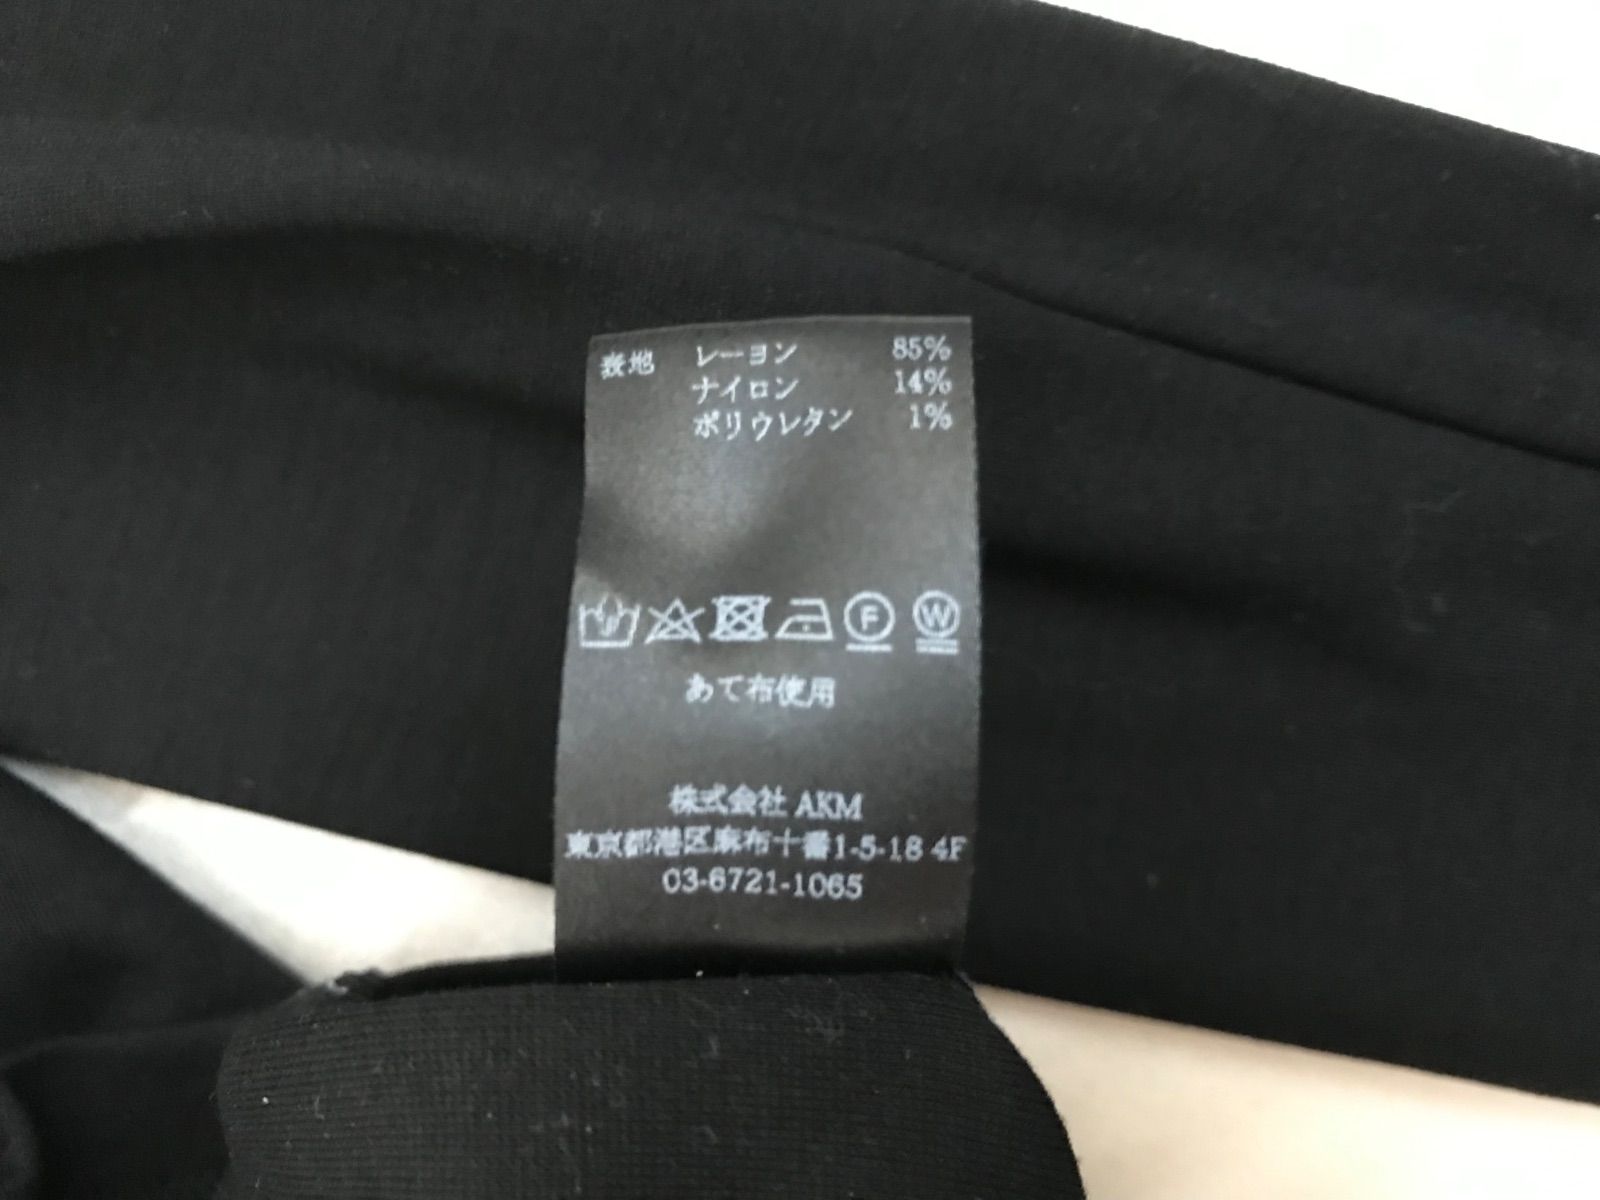 表地 レーヨン 85%
ナイロン 14%
ポリウレタン 1%
F W
あて布使用
株式会社 AKM
東京都港区麻布十番1-5-18 4F
03-6721-1065